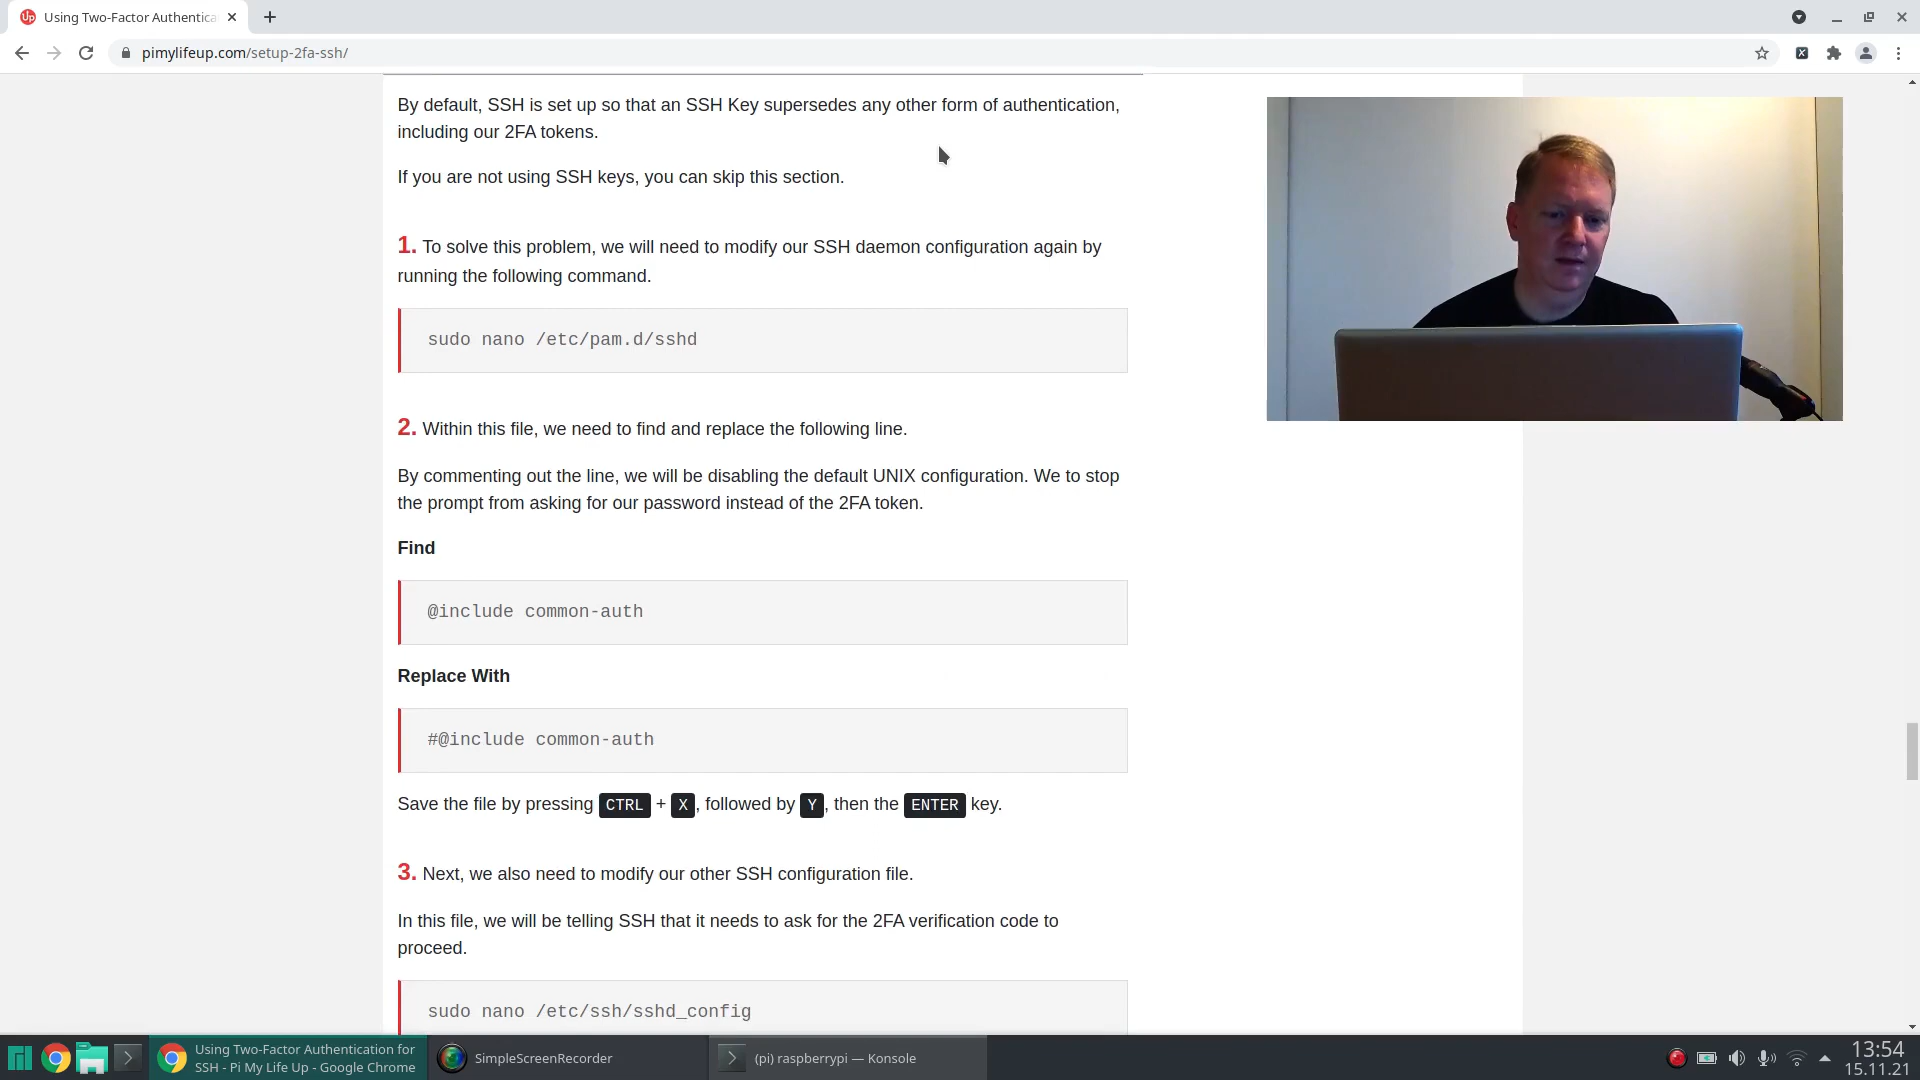 Using Two-Factor Authentica
pimylifeup.com/setup-2fa-ssh/
By default, SSH is set up so that an SSH Key supersedes any other form of authentication,
including our 2FA tokens.
If you are not using SSH keys, you can skip this section.
1. To solve this problem, we will need to modify our SSH daemon configuration again by
running the following command.
sudo nano /etc/pam.d/sshd
2. Within this file, we need to find and replace the following line.
By commenting out the line, we will be disabling the default UNIX configuration. We to stop
the prompt from asking for our password instead of the 2FA token.
Find
@include common-auth
Replace With
#@include common-auth
Save the file by pressing CTRL + X, followed by Y, then the ENTER key.
3. Next, we also need to modify our other SSH configuration file.
In this file, we will be telling SSH that it needs to ask for the 2FA verification code to
proceed.
sudo nano /etc/ssh/sshd_config
Using Two-Factor Authentication for
SSH - Pi My Life Up - Google Chrome
SimpleScreenRecorder
(pi) raspberrypi — Konsole
13:54
15.11.21